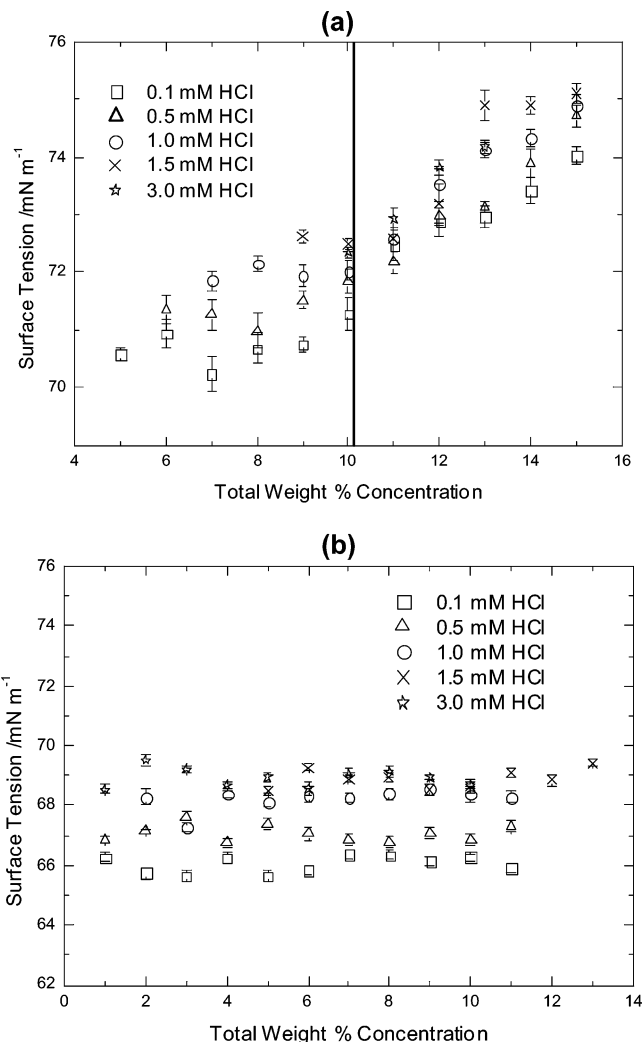 (a)
76
74
72
70
Surface Tension /mN m-1
0.1 mM HCl
0.5 mM HCl
1.0 mM HCl
1.5 mM HCl
3.0 mM HCl
4 6 8 10 12 14 16
Total Weight % Concentration
(b)
76
74
72
70
68
66
64
62
Surface Tension /mN m-1
0.1 mM HCl
0.5 mM HCl
1.0 mM HCl
1.5 mM HCl
3.0 mM HCl
0 2 4 6 8 10 12 14
Total Weight % Concentration